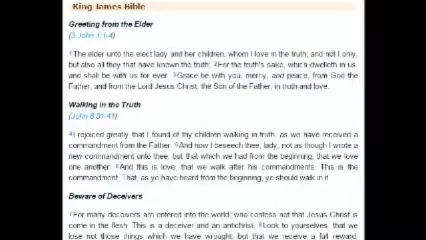 King James Bible
Greeting from the Elder
(3 John 1:1-4)
1The elder unto the elect lady and her children, whom I love in the truth; and not I only,
but also all they that have known the truth; 2For the truth's sake, which dwelleth in us,
and shall be with us for ever. 3Grace be with you, mercy, and peace, from God the
Father, and from the Lord Jesus Christ, the Son of the Father, in truth and love.
Walking in the Truth
(John 8:31-41)
4I rejoiced greatly that I found of thy children walking in truth, as we have received a
commandment from the Father. 5And now I beseech thee, lady, not as though I wrote a
new commandment unto thee, but that which we had from the beginning, that we love
one another. 6And this is love, that we walk after his commandments. This is the
commandment, That, as ye have heard from the beginning, ye should walk in it.
Beware of Deceivers
7For many deceivers are entered into the world, who confess not that Jesus Christ is
come in the flesh. This is a deceiver and an antichrist. 8Look to yourselves, that we
lose not those things which we have wrought, but that we receive a full reward.